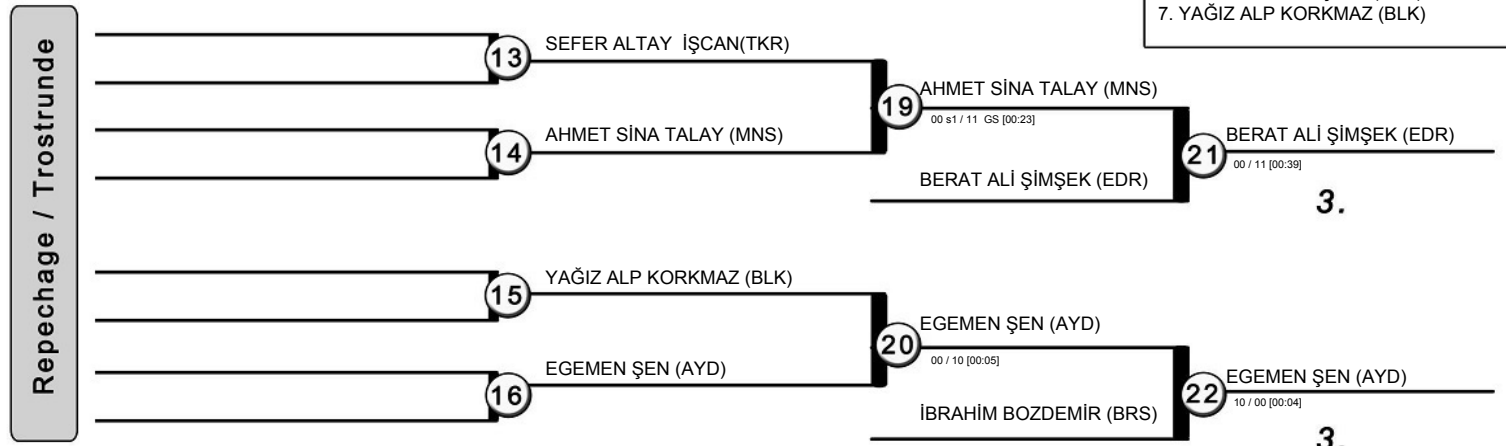 7. YAĞIZ ALP KORKMAZ (BLK)
Repechage / Trostrunde
13
SEFER ALTAY İŞCAN(TKR)
14
AHMET SİNA TALAY (MNS)
19
AHMET SİNA TALAY (MNS)
00 s1 / 11 GS [00:23]
BERAT ALİ ŞİMŞEK (EDR)
21
BERAT ALİ ŞİMŞEK (EDR)
00 / 11 [00:39]
3.
15
YAĞIZ ALP KORKMAZ (BLK)
16
EGEMEN ŞEN (AYD)
20
EGEMEN ŞEN (AYD)
00 / 10 [00:05]
İBRAHİM BOZDEMİR (BRS)
22
EGEMEN ŞEN (AYD)
10 / 00 [00:04]
3.